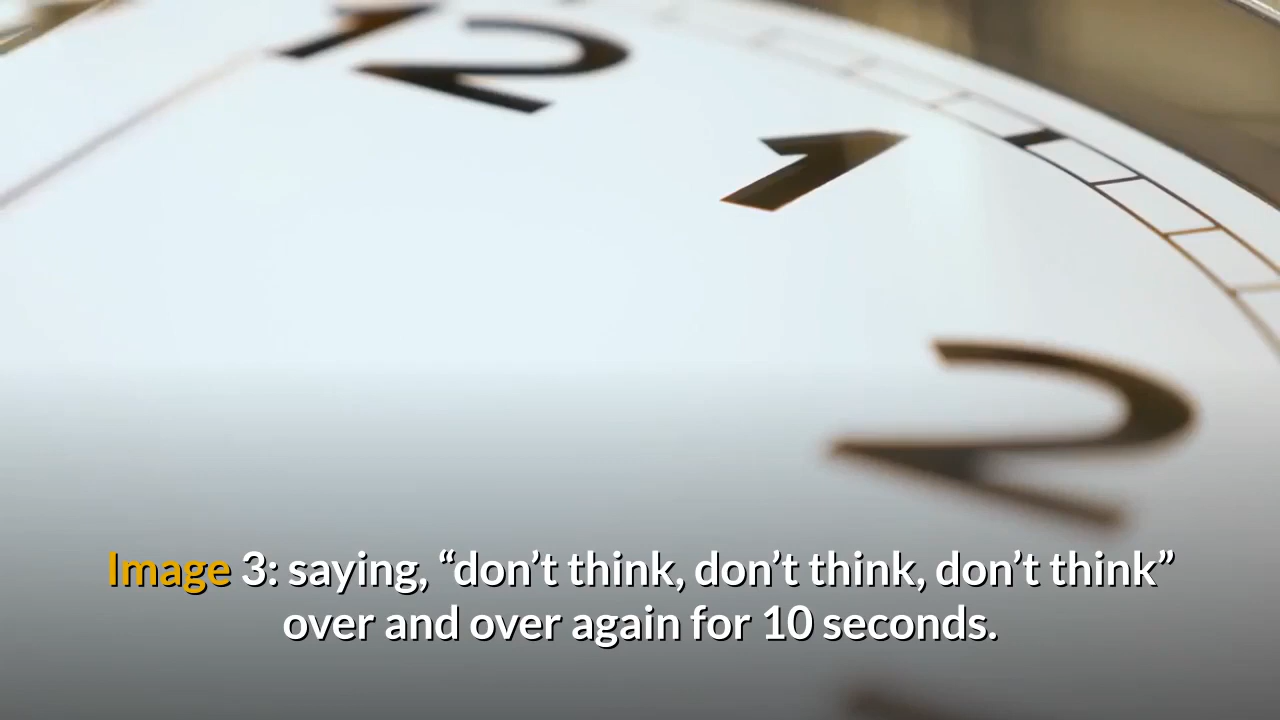 12
1
2
Image 3: saying, “don’t think, don’t think, don’t think”
over and over again for 10 seconds.